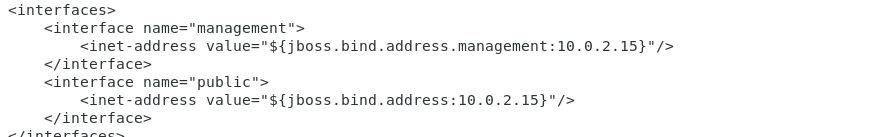 <interfaces>
<interface name="management">
<inet-address value="${jboss.bind.address.management:10.0.2.15}"/>
</interface>
<interface name="public">
<inet-address value="${jboss.bind.address:10.0.2.15}"/>
</interface>
</interfaces>